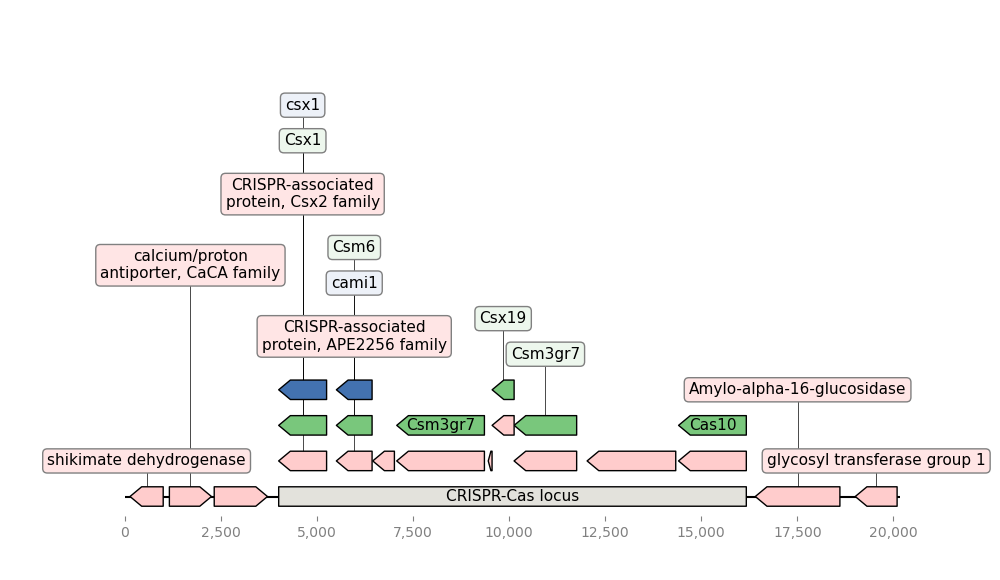 csx1
Csx1
CRISPR-associated
protein, Csx2 family
Csm6
calcium/proton
antiporter, CaCA family
cami1
Csx19
CRISPR-associated
protein, APE2256 family
Csm3gr7
Amylo-alpha-16-glucosidase
Csm3gr7
Cas10
shikimate dehydrogenase
glycosyl transferase group 1
CRISPR-Cas locus
0
2,500
5,000
7,500
10,000
12,500
15,000
17,500
20,000